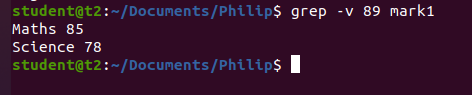 student@t2:~/Documents/Philip$ grep -v 89 mark1
Maths 85
Science 78
student@t2:~/Documents/Philip$